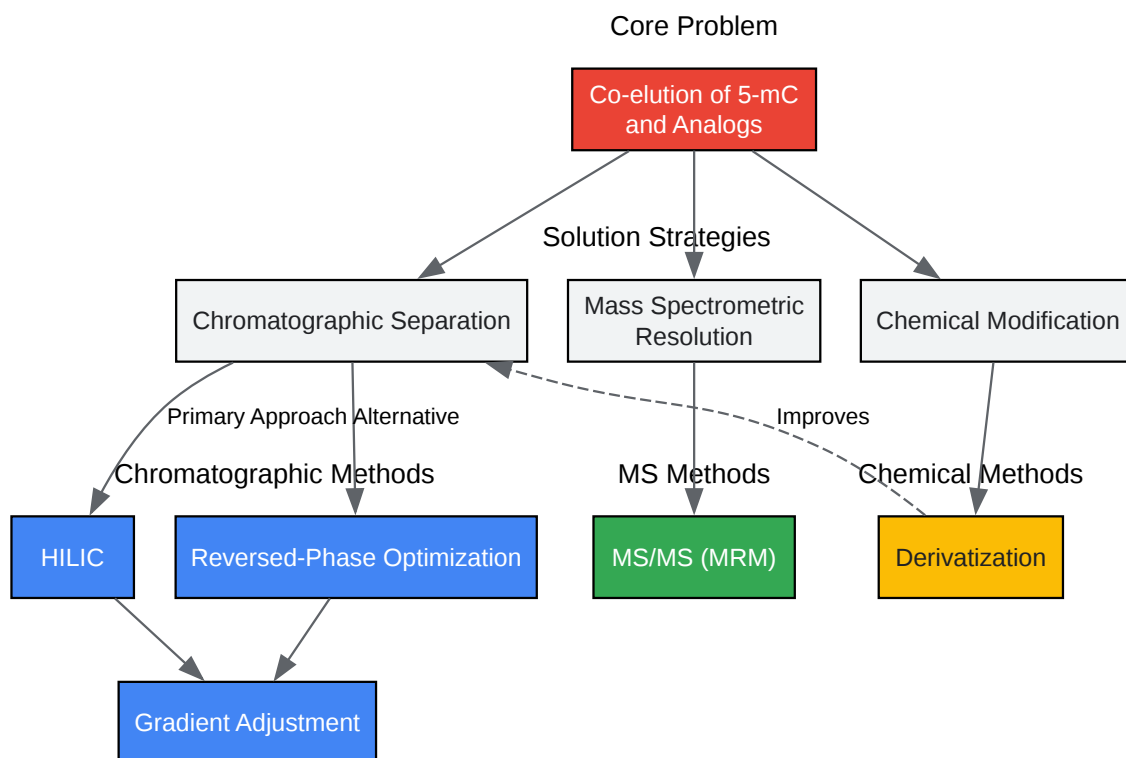 Core Problem
Co-elution of 5-mC
and Analogs
Solution Strategies
Chromatographic Separation
Mass Spectrometric
Resolution
Chemical Modification
Primary Approach
Alternative
Improves
Chromatographic Methods
MS Methods
Chemical Methods
HILIC
Reversed-Phase Optimization
MS/MS (MRM)
Derivatization
Gradient Adjustment